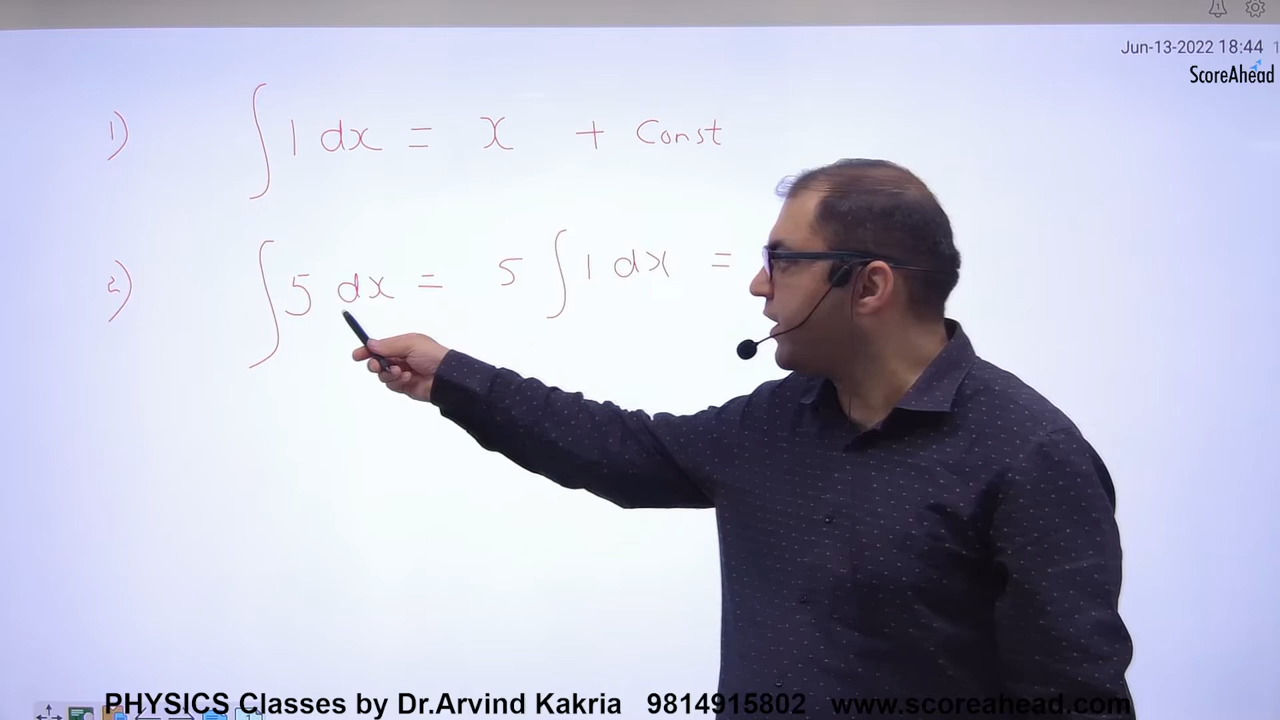 Jun-13-2022 18:44
ScoreAhead
1) ∫ 1 dx = x + Const
2) ∫ 5 dx = 5 ∫ 1 dx =
PHYSICS Classes by Dr.Arvind Kakria 9814915802 www.scoreahead.com